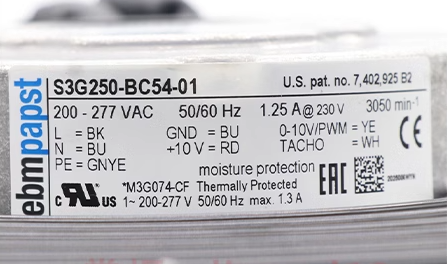 ebmpapst
S3G250-BC54-01 U.S. pat. no. 7,402,925 B2
200 - 277 VAC 50/60 Hz 1.25 A @ 230 V 3050 min⁻¹
L = BK GND = BU 0-10V/PWM = YE
N = BU +10 V = RD TACHO = WH
PE = GNYE
moisture protection
*M3G074-CF Thermally Protected
1~ 200-277 V 50/60 Hz max. 1.3 A
C US
CE
EAC